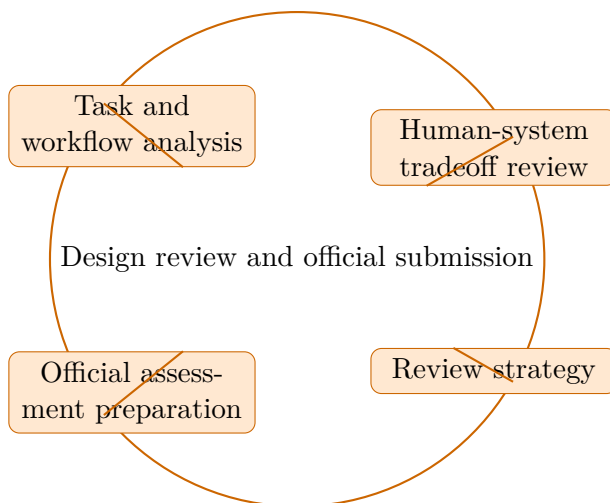 Task and
workflow analysis
Human-system
tradeoff review
Design review and official submission
Official assess-
ment preparation
Review strategy